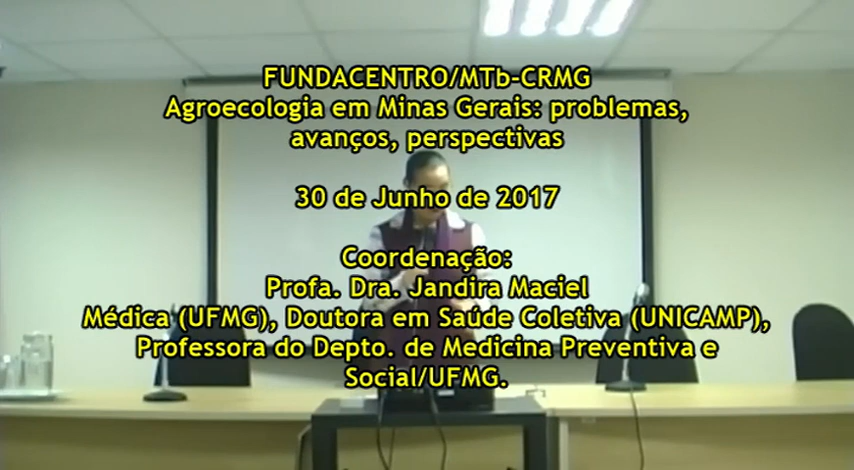 FUNDACENTRO/MTb-CRMG
Agroecologia em Minas Gerais: problemas,
avanços, perspectivas
30 de Junho de 2017
Coordenação:
Profa. Dra. Jandira Maciel
Médica (UFMG), Doutora em Saúde Coletiva (UNICAMP),
Professora do Depto. de Medicina Preventiva e
Social/UFMG.